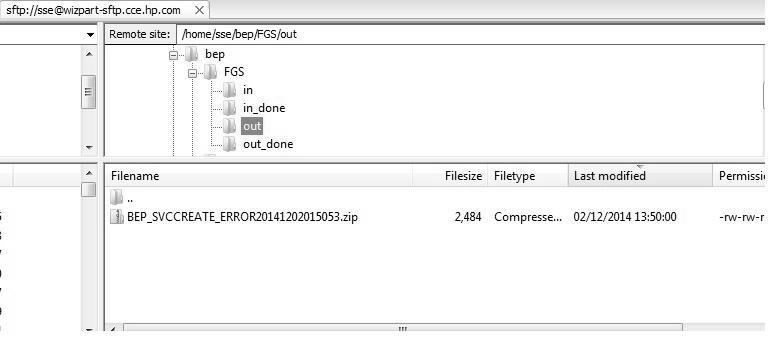 sftp://sse@wizpart-sftp.cce.hp.com
Remote site: /home/sse/bep/FGS/out
bep
FGS
in
in_done
out
out_done
Filename Filesize Filetype Last modified Permissi
..
BEP_SVCCREATE_ERROR20141202015053.zip 2,484 Compresse... 02/12/2014 13:50:00 -rw-rw-r